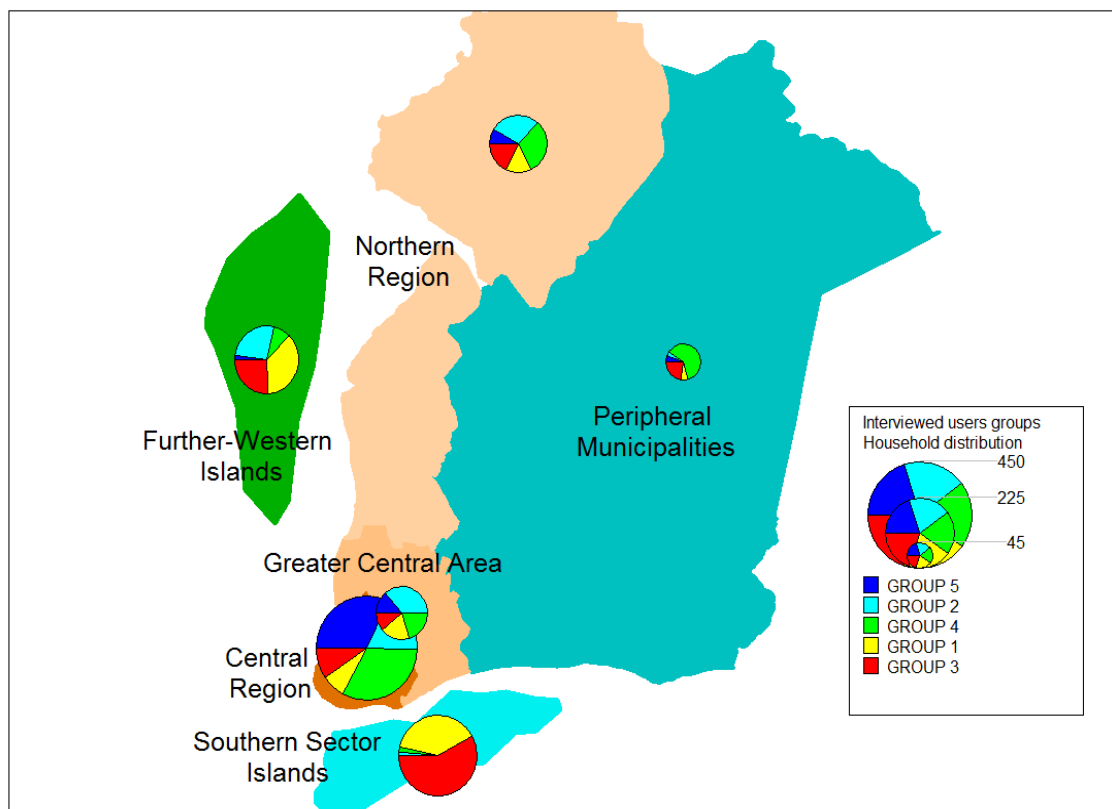 Northern
Region
Further-Western
Islands
Peripheral
Municipalities
Greater Central Area
Central
Region
Southern Sector
Islands
Interviewed users groups
Household distribution
450
225
45
GROUP 5
GROUP 2
GROUP 4
GROUP 1
GROUP 3